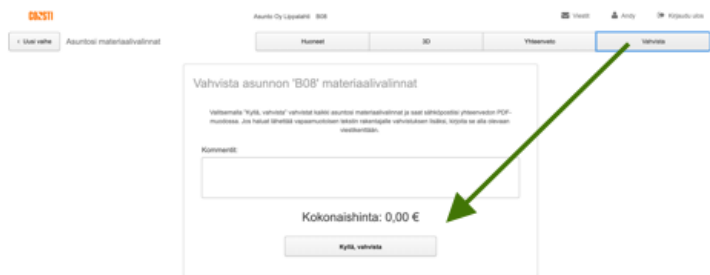 Asunto Oy Lippalahti B08
Viestit
Andy
Kirjaudu ulos
‹ Uusi vaihe
Asuntosi materiaalivalinnat
Huoneet
3D
Yhteenveto
Vahvista
Vahvista asunnon 'B08' materiaalivalinnat
Valitsemalla "Kyllä, vahvista" vahvistat kaikki asuntosi materiaalivalinnat ja saat sähköpostiisi yhteenvedon PDF-
muodossa. Jos haluat lähettää vapaamuotoisen tekstin rakentajalle vahvistuksen lisäksi, kirjoita se alla olevaan
viestikenttään.
Kommentit:
Kokonaishinta: 0,00 €
Kyllä, vahvista